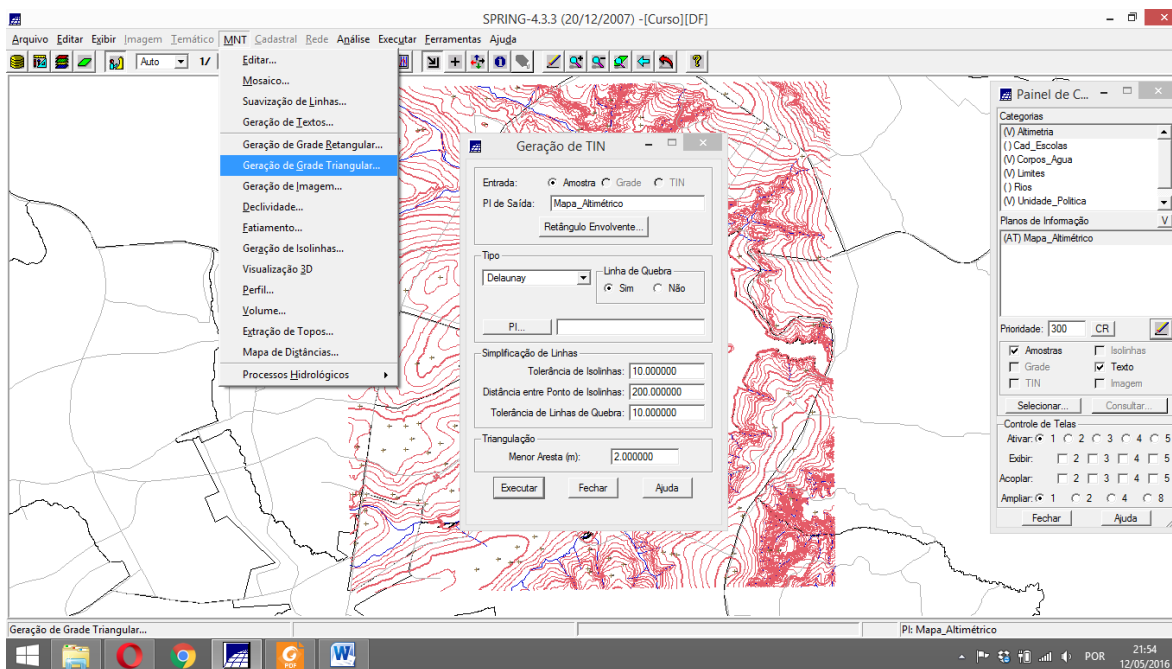 SPRING-4.3.3 (20/12/2007) -[Curso][DF]
Arquivo Editar Exibir Imagem Temático MNT Cadastral Rede Análise Executar Ferramentas Ajuda
Auto 1/
Editar...
Mosaico...
Suavização de Linhas...
Geração de Textos...
Geração de Grade Retangular...
Geração de Grade Triangular...
Geração de Imagem...
Declividade...
Fatiamento...
Geração de Isolinhas...
Visualização 3D
Perfil...
Volume...
Extração de Topos...
Mapa de Distâncias...
Processos Hidrológicos
Geração de TIN
Entrada: Amostra Grade TIN
PI de Saída: Mapa_Altimétrico
Retângulo Envolvente...
Tipo
Delaunay
Linha de Quebra
Sim Não
PI...
Simplificação de Linhas
Tolerância de Isolinhas: 10.000000
Distância entre Ponto de Isolinhas: 200.000000
Tolerância de Linhas de Quebra: 10.000000
Triangulação
Menor Aresta (m): 2.000000
Executar Fechar Ajuda
Painel de C...
Categorias
(V) Altimetria
() Cad_Escolas
(V) Corpos_Agua
(V) Limites
() Rios
(V) Unidade_Politica
Planos de Informação V
(AT) Mapa_Altimétrico
Prioridade: 300 CR
Amostras Isolinhas
Grade Texto
TIN Imagem
Selecionar... Consultar...
Controle de Telas
Ativar: 1 2 3 4 5
Exibir: 2 3 4 5
Acoplar: 2 3 4 5
Ampliar: 1 2 4 8
Fechar Ajuda
Geração de Grade Triangular...
PI: Mapa_Altimétrico
PDF
POR
21:54
12/05/2016